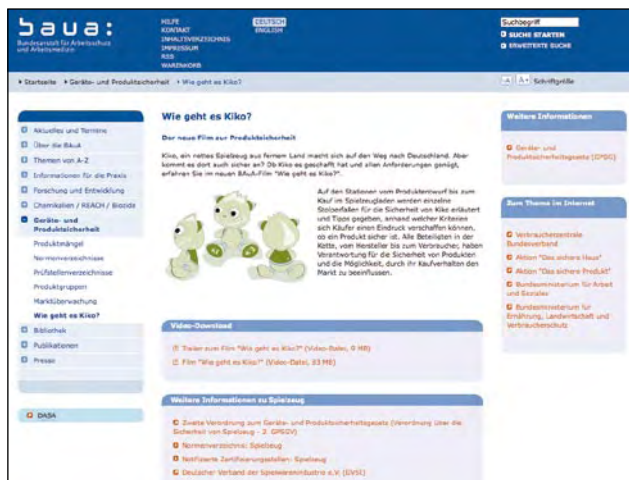 baua:
Bundesanstalt für Arbeitsschutz
und Arbeitsmedizin
HILFE
KONTAKT
INHALTSVERZEICHNIS
IMPRESSUM
RSS
WARENKORB
DEUTSCH
ENGLISH
Suchbegriff
SUCHE STARTEN
ERWEITERTE SUCHE
Startseite Geräte- und Produktsicherheit Wie geht es Kiko?
-A A+ Schriftgröße
Aktuelles und Termine
Über die BAuA
Themen von A-Z
Informationen für die Praxis
Forschung und Entwicklung
Chemikalien / REACH / Biozide
Geräte- und
Produktsicherheit
Produktmängel
Normenverzeichnisse
Prüfstellenverzeichnisse
Produktgruppen
Marktüberwachung
Wie geht es Kiko?
Bibliothek
Publikationen
Presse
DASA
Wie geht es Kiko?
Der neue Film zur Produktsicherheit
Kiko, ein nettes Spielzeug aus fernem Land macht sich auf den Weg nach Deutschland. Aber
kommt es dort auch sicher an? Ob Kiko es geschafft hat und allen Anforderungen genügt,
erfahren Sie im neuen BAuA-Film "Wie geht es Kiko?".
Auf den Stationen vom Produktentwurf bis zum
Kauf im Spielzeugladen werden einzelne
Stolperfallen für die Sicherheit von Kiko erläutert
und Tipps gegeben, anhand welcher Kriterien
sich Käufer einen Eindruck verschaffen können,
ob ein Produkt sicher ist. Alle Beteiligten in der
Kette, vom Hersteller bis zum Verbraucher, haben
Verantwortung für die Sicherheit von Produkten
und die Möglichkeit, durch ihr Kaufverhalten den
Markt zu beeinflussen.
Video-Download
Trailer zum Film "Wie geht es Kiko?" (Video-Datei, 9 MB)
Film "Wie geht es Kiko?" (Video-Datei, 83 MB)
Weitere Informationen zu Spielzeug
Zweite Verordnung zum Geräte- und Produktsicherheitsgesetz (Verordnung über die
Sicherheit von Spielzeug - 2. GPSGV)
Normenverzeichnis: Spielzeug
Notifizierte Zertifizierungsstellen: Spielzeug
Deutscher Verband der Spielwarenindustrie e.V. (DVSI)
Weitere Informationen
Geräte- und
Produktsicherheitsgesetz (GPSG)
Zum Thema im Internet
Verbraucherzentrale
Bundesverband
Aktion "Das sichere Haus"
Aktion "Das sichere Produkt"
Bundesministerium für Arbeit
und Soziales
Bundesministerium für
Ernährung, Landwirtschaft und
Verbraucherschutz